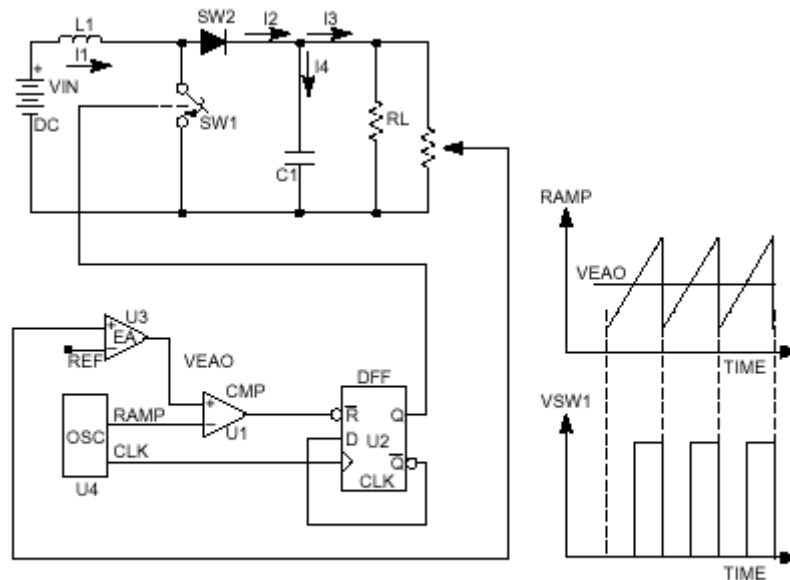 SW2
L1
I1
I2
I3
I4
VIN
DC
SW1
RL
C1
RAMP
VEAO
TIME
VSW1
TIME
U3
+
EA
−
REF
VEAO
CMP
+
−
U1
OSC
RAMP
CLK
U4
DFF
R
Q
D
U2
Q
CLK